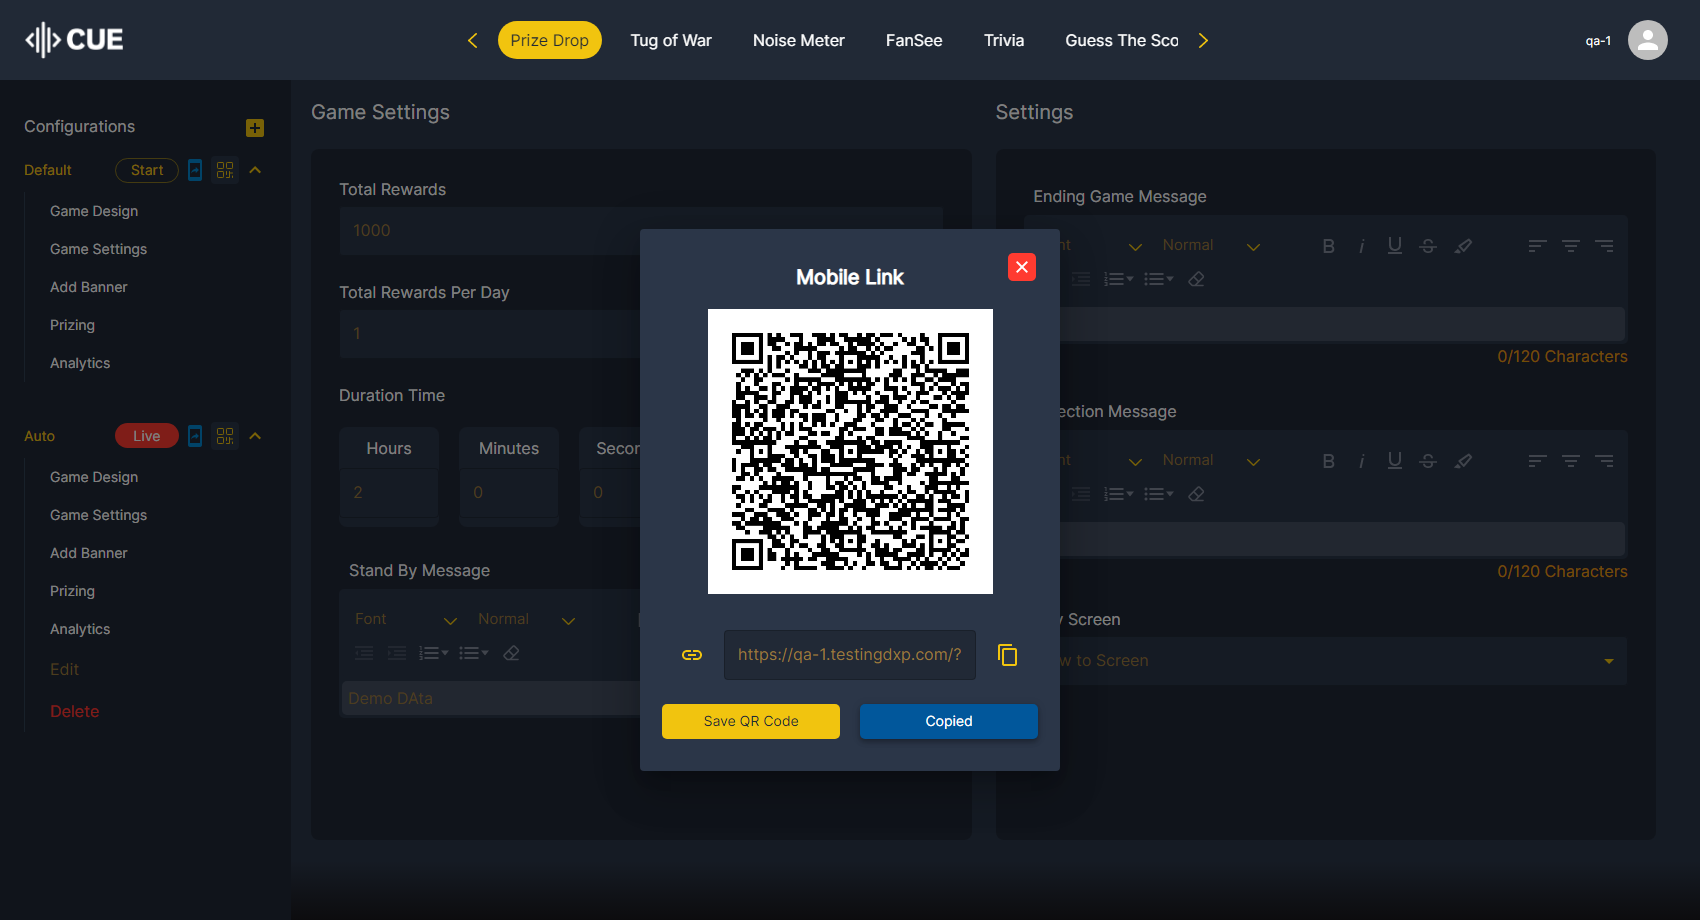 CUE
Prize Drop
Tug of War
Noise Meter
FanSee
Trivia
Guess The Sco
qa-1
Configurations
Default
Start
Game Design
Game Settings
Add Banner
Prizing
Analytics
Auto
Live
Game Design
Game Settings
Add Banner
Prizing
Analytics
Edit
Delete
Game Settings
Total Rewards
1000
Total Rewards Per Day
1
Duration Time
Hours
Minutes
Secon
2
0
0
Stand By Message
Font
Normal
Demo DAta
Mobile Link
https://qa-1.testingdxp.com/?
Save QR Code
Copied
Settings
Ending Game Message
nt
Normal
B i U S
0/120 Characters
ection Message
nt
Normal
B i U S
0/120 Characters
y Screen
w to Screen